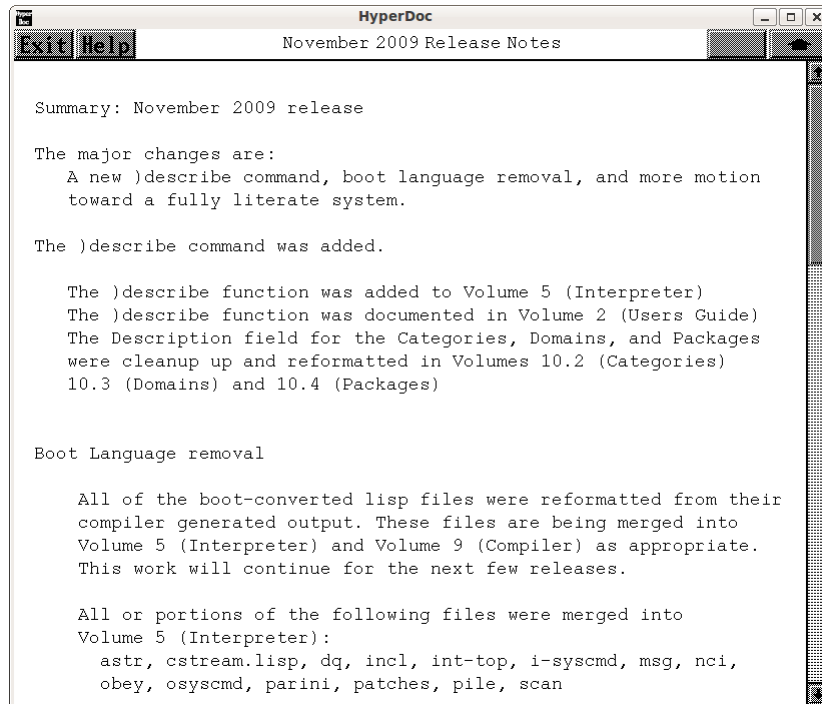 Hyper Doc
HyperDoc
Exit Help
November 2009 Release Notes
Summary: November 2009 release
The major changes are:
A new )describe command, boot language removal, and more motion
toward a fully literate system.
The )describe command was added.
The )describe function was added to Volume 5 (Interpreter)
The )describe function was documented in Volume 2 (Users Guide)
The Description field for the Categories, Domains, and Packages
were cleanup up and reformatted in Volumes 10.2 (Categories)
10.3 (Domains) and 10.4 (Packages)
Boot Language removal
All of the boot-converted lisp files were reformatted from their
compiler generated output. These files are being merged into
Volume 5 (Interpreter) and Volume 9 (Compiler) as appropriate.
This work will continue for the next few releases.
All or portions of the following files were merged into
Volume 5 (Interpreter):
astr, cstream.lisp, dq, incl, int-top, i-syscmd, msg, nci,
obey, osyscmd, parini, patches, pile, scan